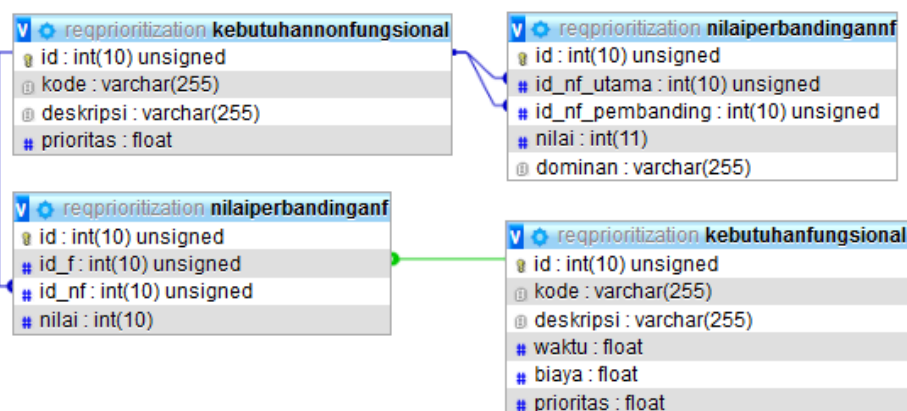 reqprioritization kebutuhannonfungsional
id : int(10) unsigned
kode : varchar(255)
deskripsi : varchar(255)
prioritas : float
reqprioritization nilaiperbandingannf
id : int(10) unsigned
id_nf_utama : int(10) unsigned
id_nf_pembanding : int(10) unsigned
nilai : int(11)
dominan : varchar(255)
reqprioritization nilaiperbandinganf
id : int(10) unsigned
id_f : int(10) unsigned
id_nf : int(10) unsigned
nilai : int(10)
reqprioritization kebutuhanfungsional
id : int(10) unsigned
kode : varchar(255)
deskripsi : varchar(255)
waktu : float
biaya : float
prioritas : float